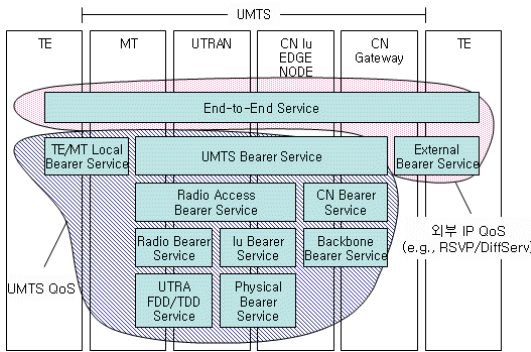 UMTS
TE
MT
UTRAN
CN Iu
EDGE
NODE
CN
Gateway
TE
End-to-End Service
TE/MT Local
Bearer Service
UMTS Bearer Service
External
Bearer Service
Radio Access
Bearer Service
CN Bearer
Service
외부 IP QoS
(e.g., RSVP/DiffServ)
Radio Bearer
Service
Iu Bearer
Service
Backbone
Bearer Service
UMTS QoS
UTRA
FDD/TDD
Service
Physical
Bearer
Service